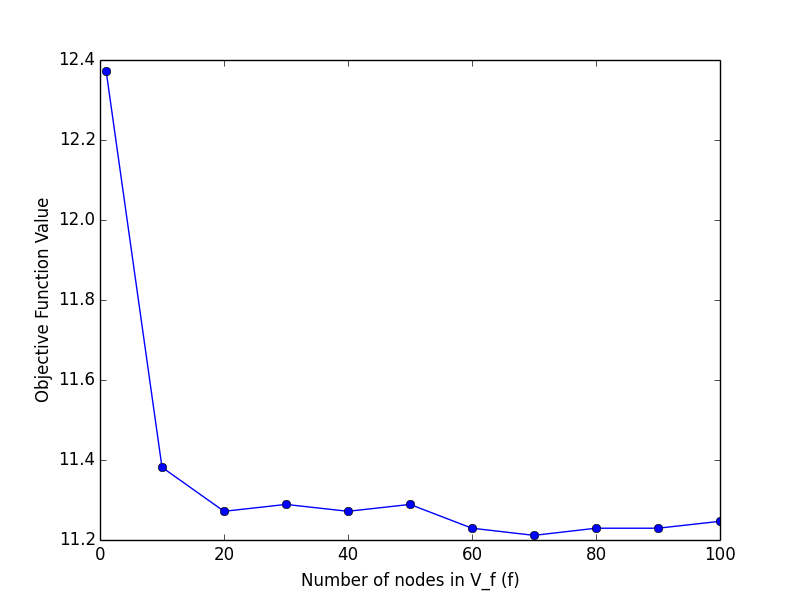 12.4
12.2
12.0
11.8
11.6
11.4
11.2
Objective Function Value
0 20 40 60 80 100
Number of nodes in V_f (f)